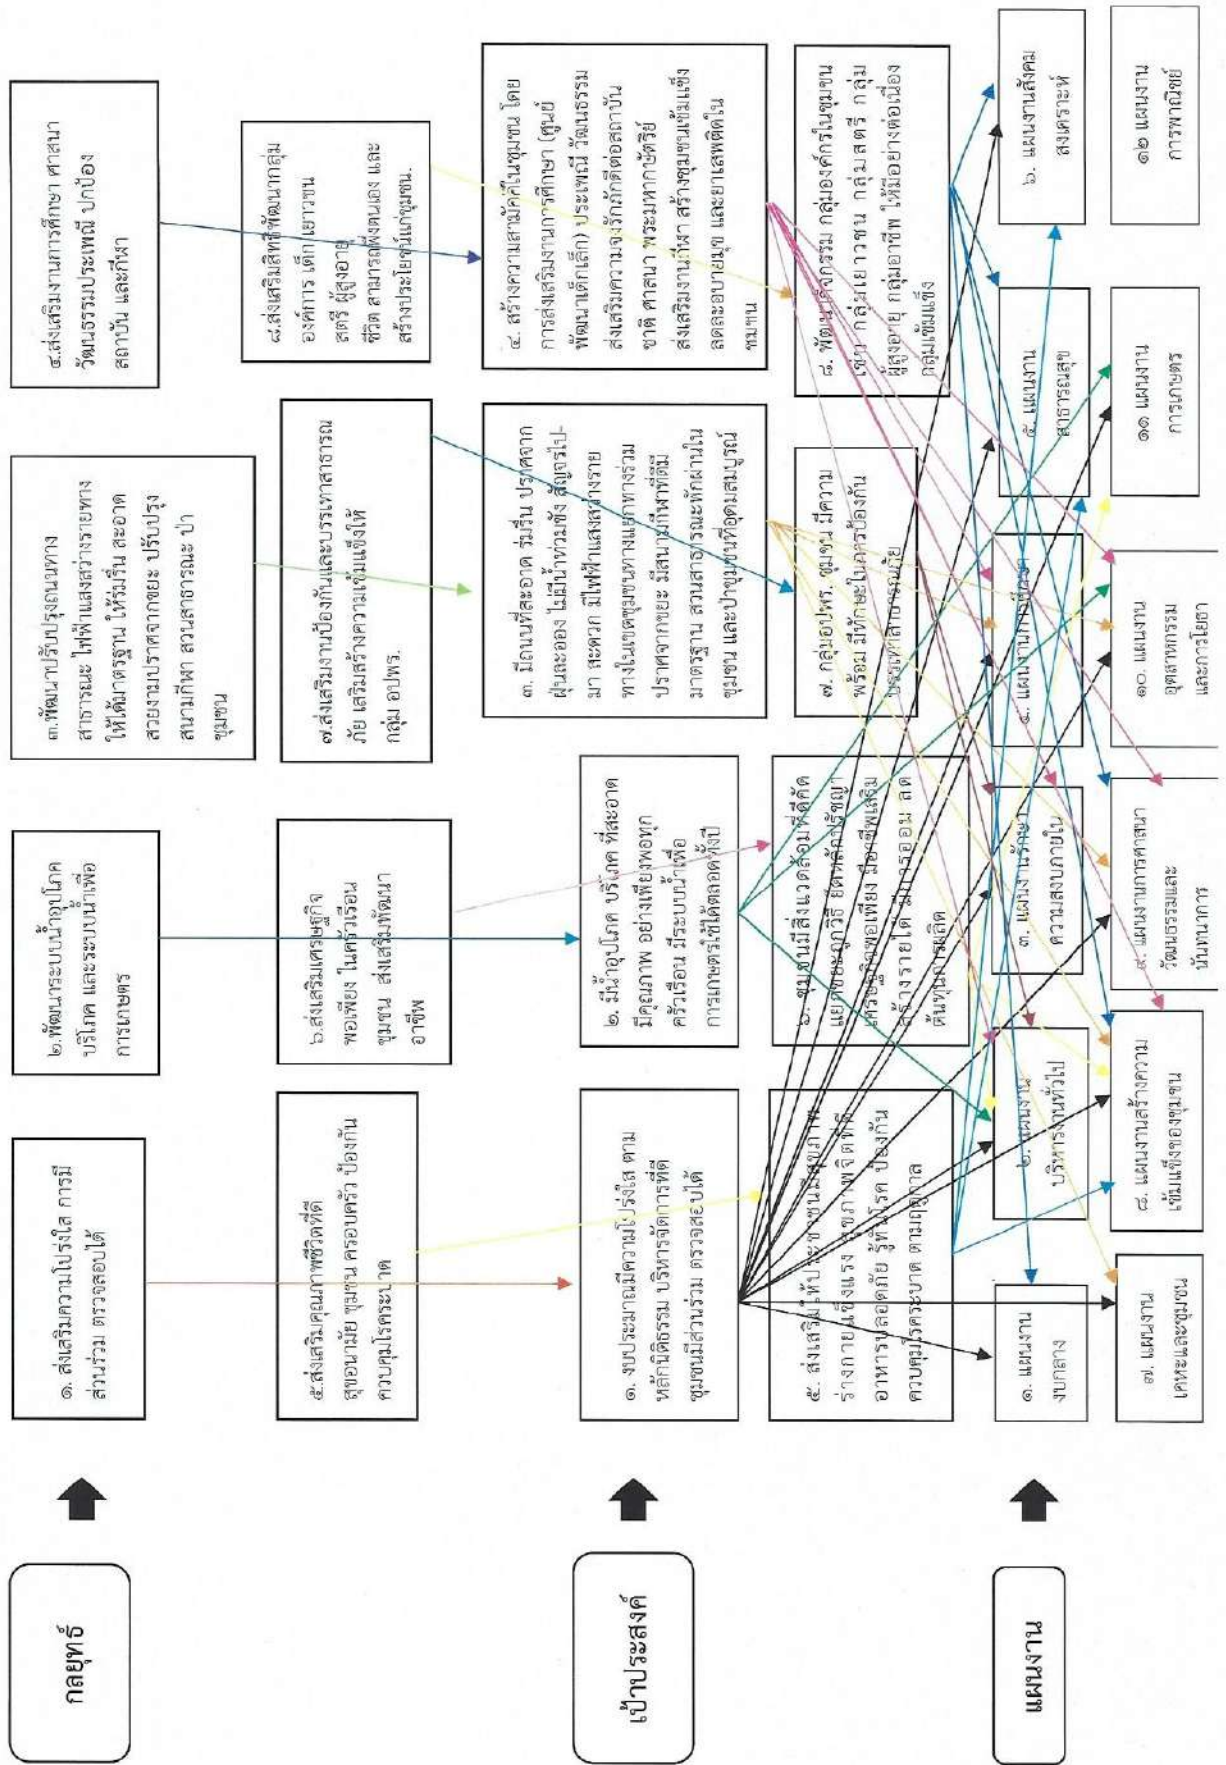 กลยุทธ์
๑. ส่งเสริมความโปร่งใส การมี
ส่วนร่วม ตรวจสอบได้
๒.พัฒนาระบบน้ำอุปโภค
บริโภค และระบบน้ำเพื่อ
การเกษตร
๓.พัฒนาปรับปรุงถนนทาง
สาธารณะ ไฟฟ้าแสงสว่างรายทาง
ให้ได้มาตรฐาน ให้ร่มรื่น สะอาด
สวยงามปราศจากขยะ ปรับปรุง
สนามกีฬา สวนสาธารณะ ป่า
ชุมชน
๔.ส่งเสริมงานการศึกษา ศาสนา
วัฒนธรรมประเพณี ปกป้อง
สถาบัน และกีฬา
๕.ส่งเสริมคุณภาพชีวิตที่ดี
สุขอนามัย ชุมชน ครอบครัว ป้องกัน
ควบคุมโรคระบาด
๖.ส่งเสริมเศรษฐกิจ
พอเพียง ในครัวเรือน
ชุมชน ส่งเสริมพัฒนา
อาชีพ
๗.ส่งเสริมงานป้องกันและบรรเทาสาธารณ
ภัย เสริมสร้างความเข้มแข็งให้
กลุ่ม อปพร.
๘.ส่งเสริมสิทธิพัฒนากลุ่ม
องค์การ เด็ก เยาวชน
สตรี ผู้สูงอายุ
ชีวิต สามารถพึ่งตนเอง และ
สร้างประโยชน์แก่ชุมชน.
เป้าประสงค์
๑. งบประมาณมีความโปร่งใส ตาม
หลักนิติธรรม บริหารจัดการที่ดี
ชุมชนมีส่วนร่วม ตรวจสอบได้
๒. มีน้ำอุปโภค บริโภค ที่สะอาด
มีคุณภาพ อย่างเพียงพอทุก
ครัวเรือน มีระบบน้ำเพื่อ
การเกษตรใช้ได้ตลอดทั้งปี
๓. มีถนนที่สะอาด ร่มรื่น ปราศจาก
ฝุ่นละออง ไม่มีน้ำท่วมขัง สัญจรไป-
มา สะดวก มีไฟฟ้าแสงสว่างราย
ทางในเขตชุมชนทางแยกทางร่วม
ปราศจากขยะ มีสนามกีฬาที่ดีมี
มาตรฐาน สวนสาธารณะพักผ่านใน
ชุมชน และป่าชุมชนที่อุดมสมบูรณ์
๔. สร้างความสามัคคีในชุมชน โดย
การส่งเสริมงานการศึกษา (ศูนย์
พัฒนาเด็กเล็ก) ประเพณี วัฒนธรรม
ส่งเสริมความจงรักภักดีต่อสถาบัน
ชาติ ศาสนา พระมหากษัตริย์
ส่งเสริมงานกีฬา สร้างชุมชนเข้มแข็ง
ลดละอบายมุข และยาเสพติดใน
ชุมชน
๕. ส่งเสริมให้ประชาชนมีสุขภาพ
ร่างกายแข็งแรง สุขภาพจิตที่ดี
อาหารปลอดภัย รู้ทันโรค ป้องกัน
ควบคุมโรคระบาด ตามฤดูกาล
๖. ชุมชนมีสิ่งแวดล้อมที่ดีคัด
แยกขยะถูกวิธี ยึดหลักปรัชญา
เศรษฐกิจพอเพียง มีอาชีพเสริม
สร้างรายได้ มีการออม ลด
ต้นทุนการผลิต
๗. กลุ่มอปพร. ชุมชน มีความ
พร้อม มีทักษะในการป้องกัน
บรรเทาสาธารณภัย
๘. พัฒนากิจกรรม กลุ่มองค์กรในชุมชน
เช่น กลุ่มเยาวชน กลุ่มสตรี กลุ่ม
ผู้สูงอายุ กลุ่มอาชีพ ให้มีอย่างต่อเนื่อง
กลุ่มเข้มแข็ง
แผนงาน
๑. แผนงาน
งบกลาง
๒. แผนงาน
บริหารงานทั่วไป
๓. แผนงานรักษา
ความสงบภายใน
๔. แผนงานการศึกษา
๕. แผนงาน
สาธารณสุข
๖. แผนงานสังคม
สงเคราะห์
๗. แผนงาน
เคหะและชุมชน
๘. แผนงานสร้างความ
เข้มแข็งของชุมชน
๙. แผนงานการศาสนา
วัฒนธรรมและ
นันทนาการ
๑๐. แผนงาน
อุตสาหกรรม
และการโยธา
๑๑ แผนงาน
การเกษตร
๑๒ แผนงาน
การพาณิชย์